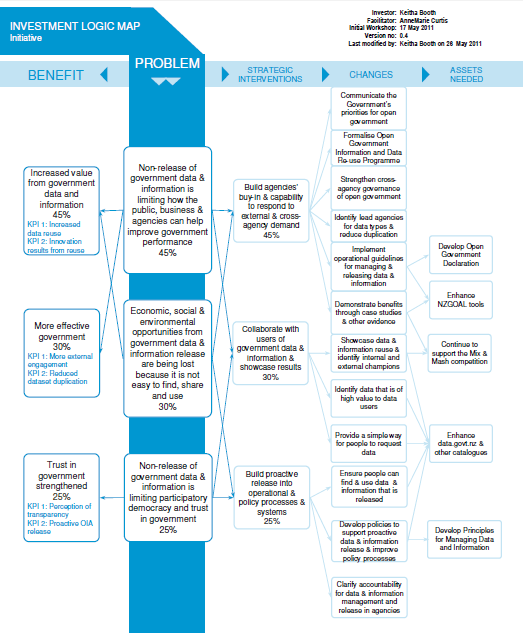 INVESTMENT LOGIC MAP
Initiative
Investor: Keitha Booth
Facilitator: AnneMarie Curtis
Initial Workshop: 17 May 2011
Version no: 0.4
Last modified by: Keitha Booth on 26 May 2011
BENEFIT
PROBLEM
STRATEGIC
INTERVENTIONS
CHANGES
ASSETS
NEEDED
Increased value
from government
data and
information
45%
KPI 1: Increased
data reuse
KPI 2: Innovation
results from reuse
More effective
government
30%
KPI 1: More external
engagement
KPI 2: Reduced
dataset duplication
Trust in
government
strengthened
25%
KPI 1: Perception of
transparency
KPI 2: Proactive OIA
release
Non-release of
government data &
information is
limiting how the
public, business &
agencies can help
improve government
performance
45%
Economic, social &
environmental
opportunities from
government data &
information release
are being lost
because it is not
easy to find, share
and use
30%
Non-release of
government data &
information is
limiting participatory
democracy and trust
in government
25%
Build agencies'
buy-in & capability
to respond to
external & cross-
agency demand
45%
Collaborate with
users of
government data &
information &
showcase results
30%
Build proactive
release into
operational &
policy processes &
systems
25%
Communicate the
Government's
priorities for open
government
Formalise Open
Government
Information and Data
Re-use Programme
Strengthen cross-
agency governance
of open government
Identify lead agencies
for data types &
reduce duplication
Implement
operational guidelines
for managing &
releasing data &
information
Demonstrate benefits
through case studies
& other evidence
Showcase data &
information reuse &
identify internal and
external champions
Identify data that is of
high value to data
users
Provide a simple way
for people to request
data
Ensure people can
find & use data &
information that is
released
Develop policies to
support proactive
data & information
release & improve
policy processes
Clarify accountability
for data & information
management and
release in agencies
Develop Open
Government
Declaration
Enhance
NZGOAL tools
Continue to
support the Mix &
Mash competition
Enhance
data.govt.nz &
other catalogues
Develop Principles
for Managing Data
and Information